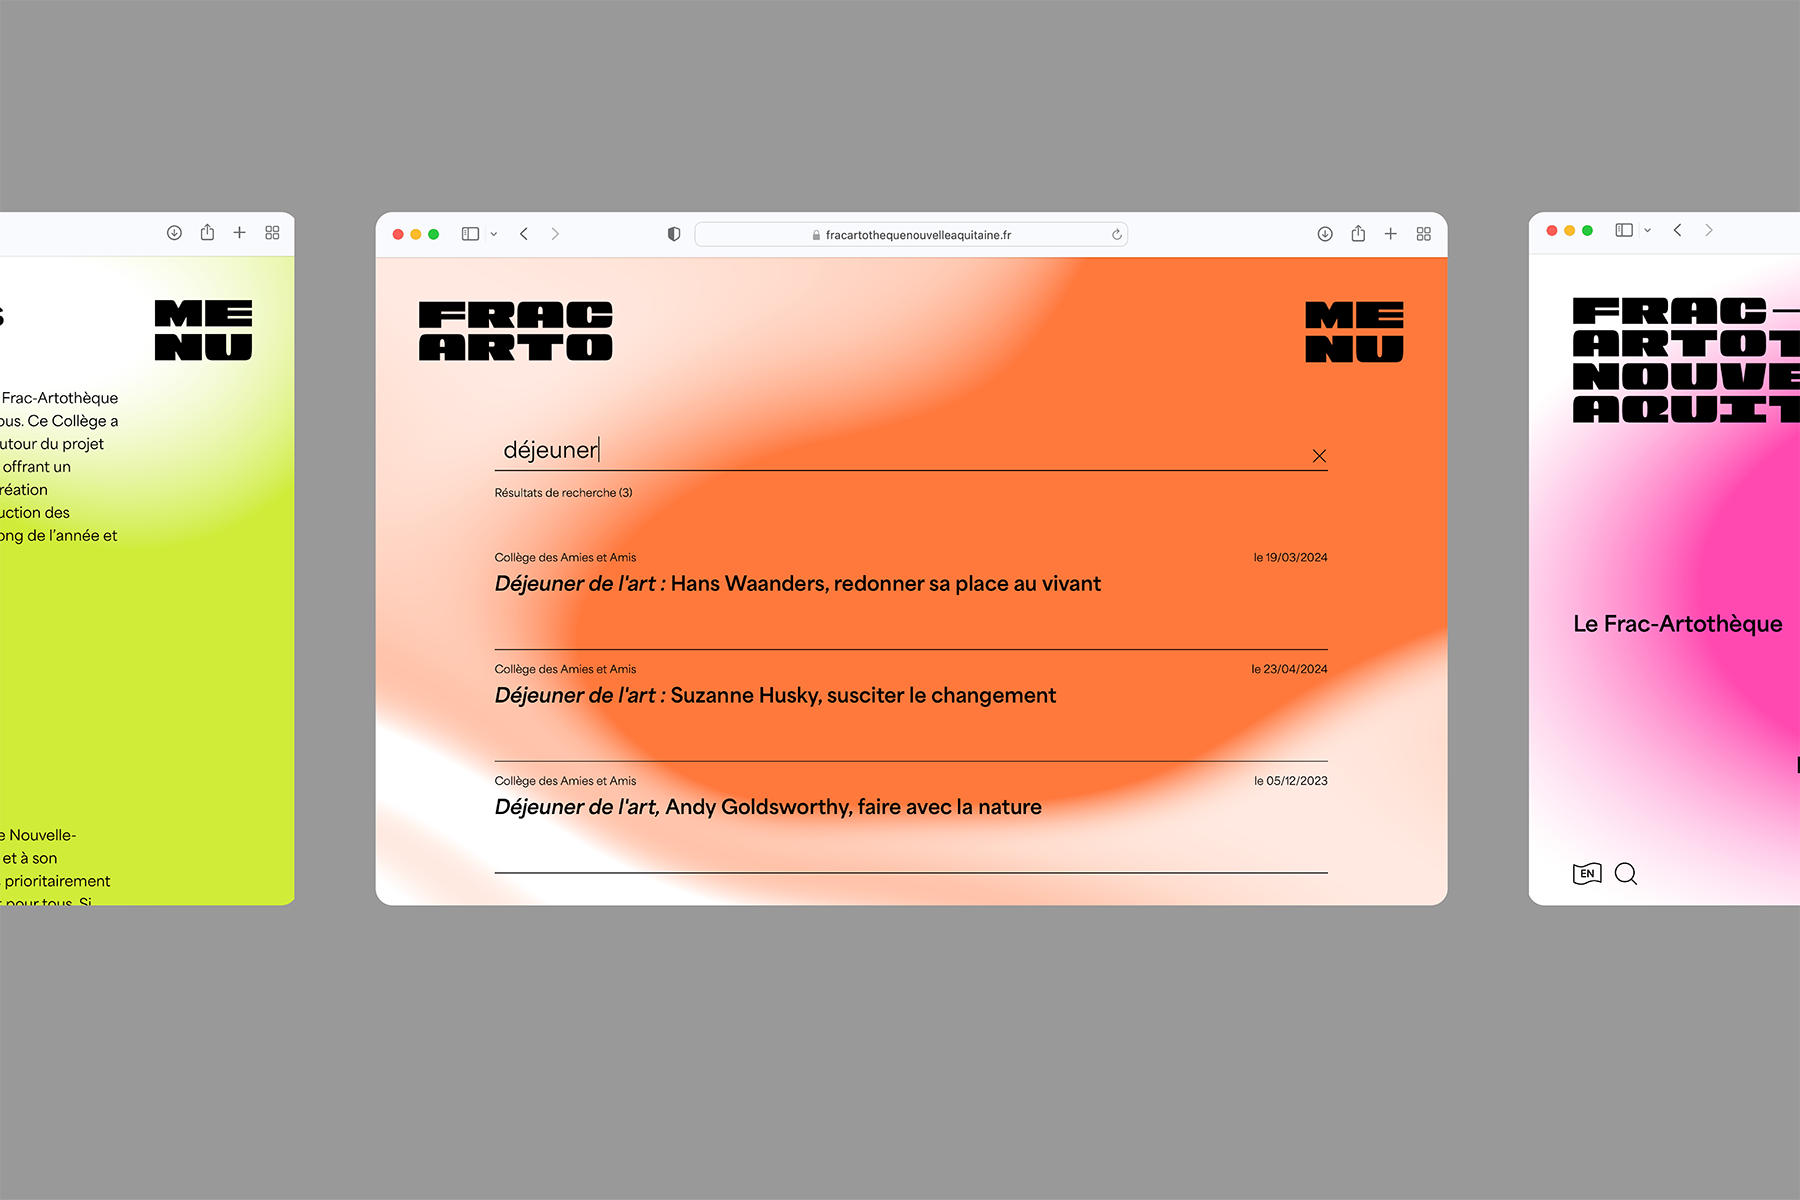 S
ME
NU
Frac-Artothèque
ous. Ce Collège a
utour du projet
offrant un
réation
uction des
ong de l'année et
e Nouvelle-
et à son
prioritairement
pour tous. Si
fracartothequenouvelleaquitaine.fr
FRAC
ARTO
ME
NU
déjeuner
Résultats de recherche (3)
Collège des Amies et Amis
le 19/03/2024
Déjeuner de l'art : Hans Waanders, redonner sa place au vivant
Collège des Amies et Amis
le 23/04/2024
Déjeuner de l'art : Suzanne Husky, susciter le changement
Collège des Amies et Amis
le 05/12/2023
Déjeuner de l'art, Andy Goldsworthy, faire avec la nature
FRAC—
ARTOT
NOUVE
AQUIT
Le Frac-Artothèque
EN